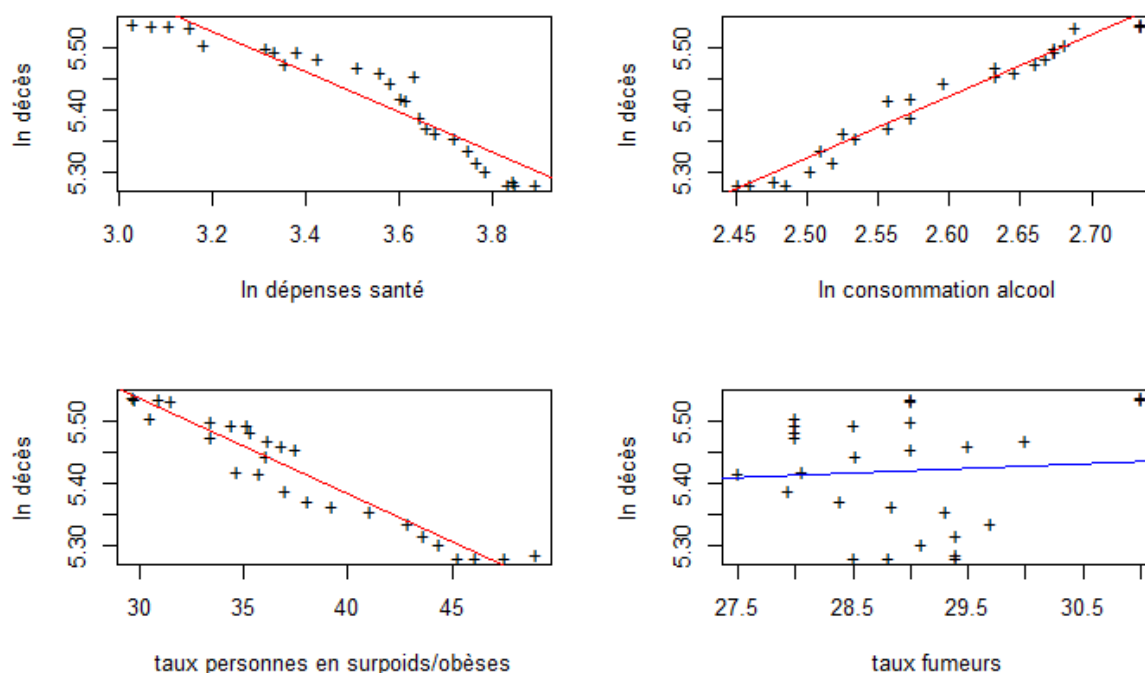 5.50
5.40
5.30
ln décès
3.0 3.2 3.4 3.6 3.8
ln dépenses santé
5.50
5.40
5.30
ln décès
2.45 2.50 2.55 2.60 2.65 2.70
ln consommation alcool
5.50
5.40
5.30
ln décès
30 35 40 45
taux personnes en surpoids/obèses
5.50
5.40
5.30
ln décès
27.5 28.5 29.5 30.5
taux fumeurs